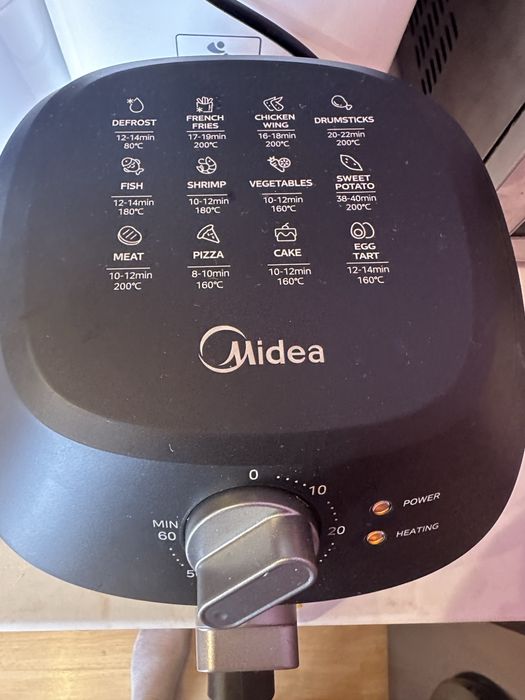 DEFROST
12-14min
80℃
FRENCH
FRIES
17-19min
200℃
CHICKEN
WING
16-18min
200℃
DRUMSTICKS
20-22min
200℃
FISH
12-14min
180℃
SHRIMP
10-12min
180℃
VEGETABLES
10-12min
160℃
SWEET
POTATO
38-40min
200℃
MEAT
10-12min
200℃
PIZZA
8-10min
160℃
CAKE
10-12min
160℃
EGG
TART
12-14min
160℃
Midea
0
10
20
MIN
60
POWER
HEATING